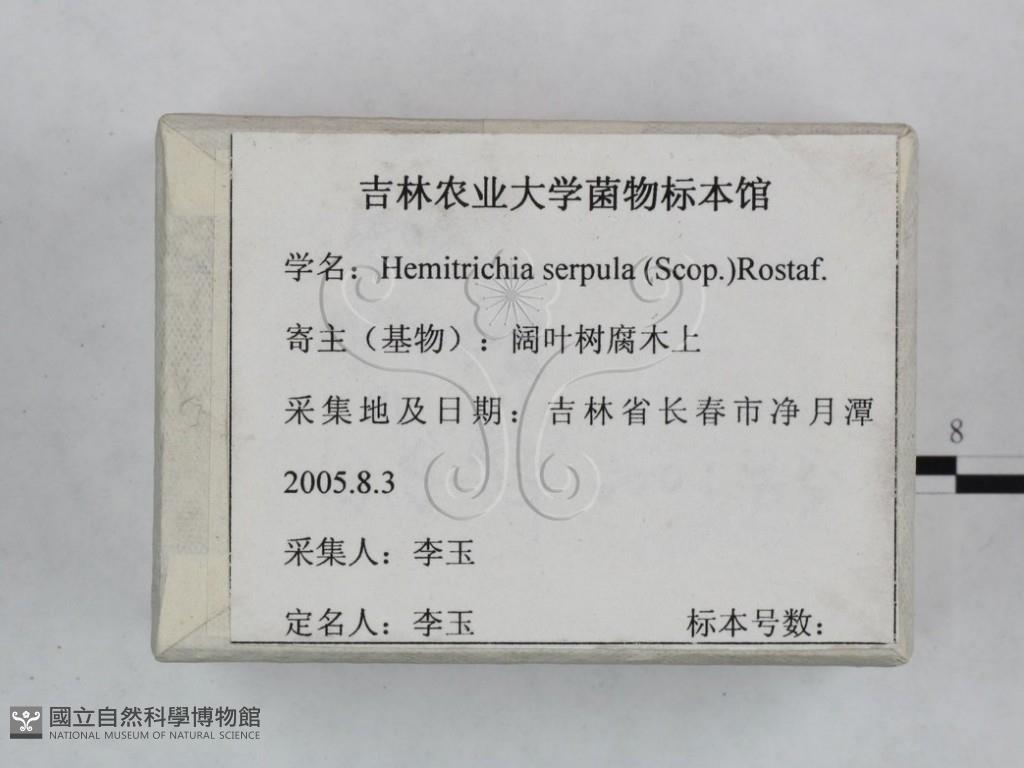 吉林农业大学菌物标本馆
学名：Hemitrichia serpula (Scop.)Rostaf.
寄主（基物）：阔叶树腐木上
采集地及日期：吉林省长春市净月潭
2005.8.3
采集人：李玉
定名人：李玉 标本号数：
8
國立自然科學博物館
NATIONAL MUSEUM OF NATURAL SCIENCE